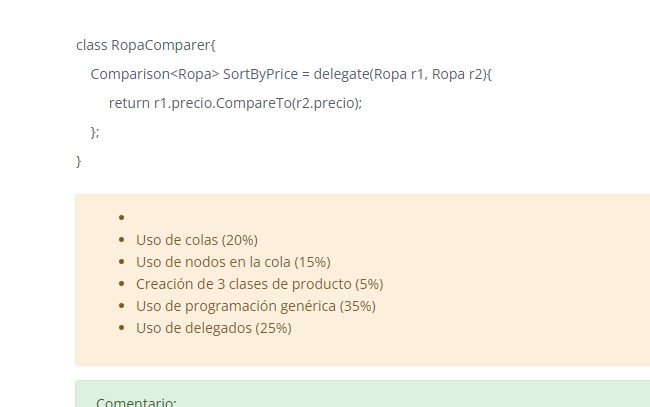 class RopaComparer{
Comparison<Ropa> SortByPrice = delegate(Ropa r1, Ropa r2){
return r1.precio.CompareTo(r2.precio);
};
}
Uso de colas (20%)
Uso de nodos en la cola (15%)
Creación de 3 clases de producto (5%)
Uso de programación genérica (35%)
Uso de delegados (25%)
Comentario: